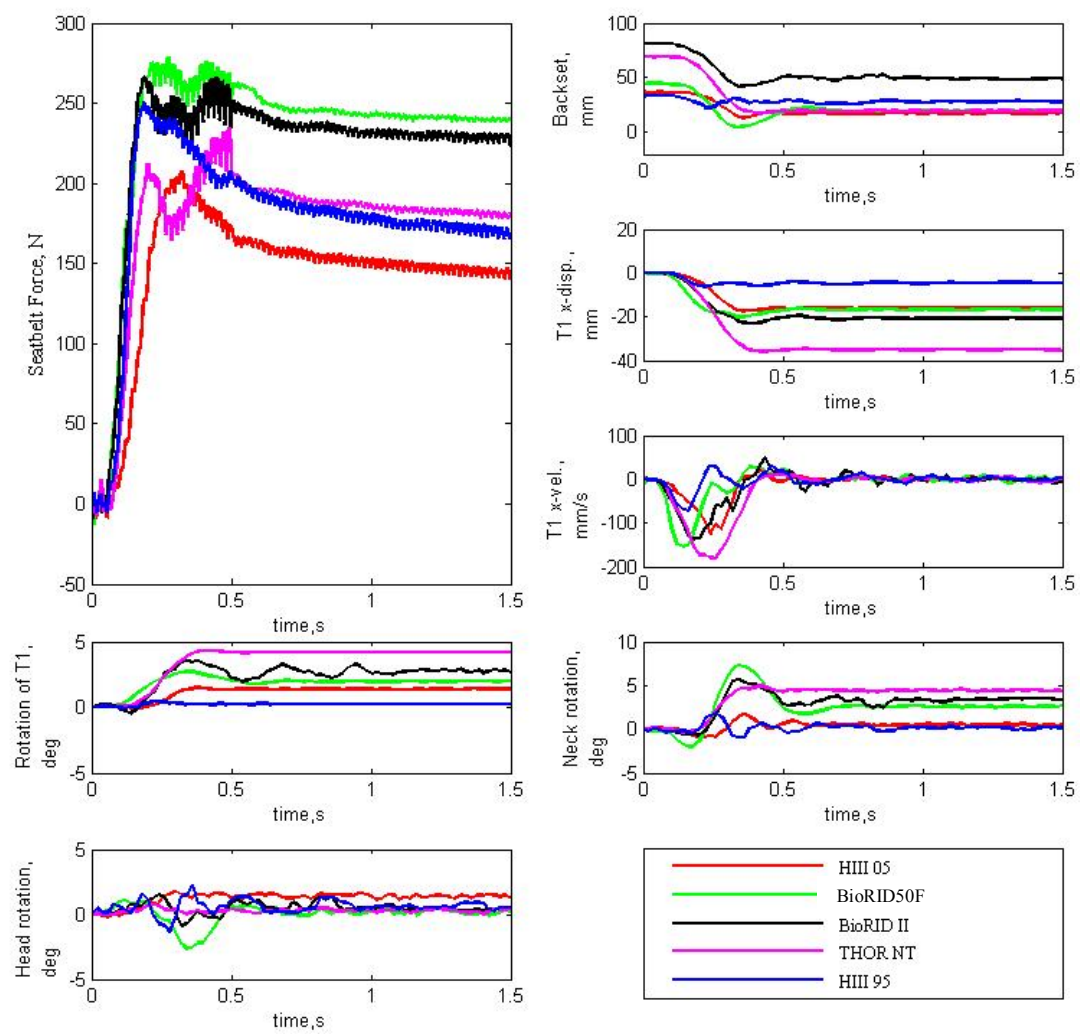 300
250
200
150
100
50
0
-50
Seatbelt Force, N
0
0.5
1
1.5
time,s
100
50
0
Backset,
mm
0
0.5
1
1.5
time,s
20
0
-20
-40
T1 x-disp.,
mm
0
0.5
1
1.5
time,s
100
0
-100
-200
T1 x-vel.,
mm/s
0
0.5
1
1.5
time,s
5
0
-5
Rotation of T1,
deg
0
0.5
1
1.5
time,s
10
5
0
-5
Neck rotation,
deg
0
0.5
1
1.5
time,s
5
0
-5
Head rotation,
deg
0
0.5
1
1.5
time,s
HIII 05
BioRID50F
BioRID II
THOR NT
HIII 95